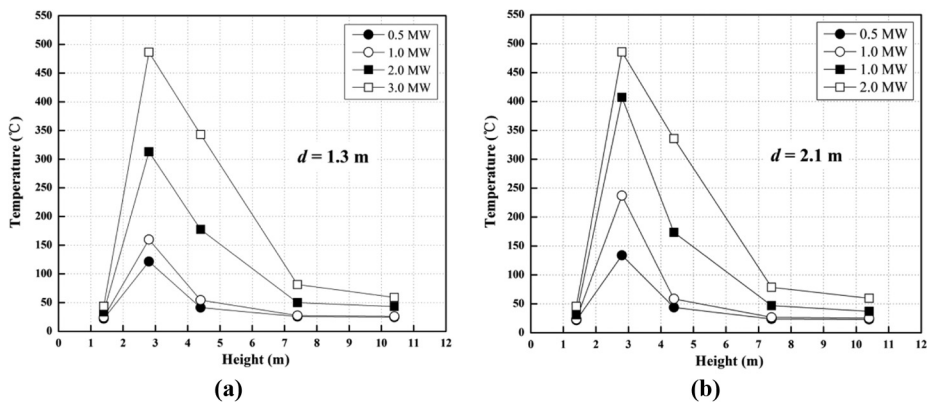 550
500
450
400
350
300
250
200
150
100
50
0
Temperature (℃)
0 1 2 3 4 5 6 7 8 9 10 11 12
Height (m)
0.5 MW
1.0 MW
2.0 MW
3.0 MW
d = 1.3 m
(a)
550
500
450
400
350
300
250
200
150
100
50
0
Temperature (℃)
0 1 2 3 4 5 6 7 8 9 10 11 12
Height (m)
0.5 MW
1.0 MW
1.0 MW
2.0 MW
d = 2.1 m
(b)